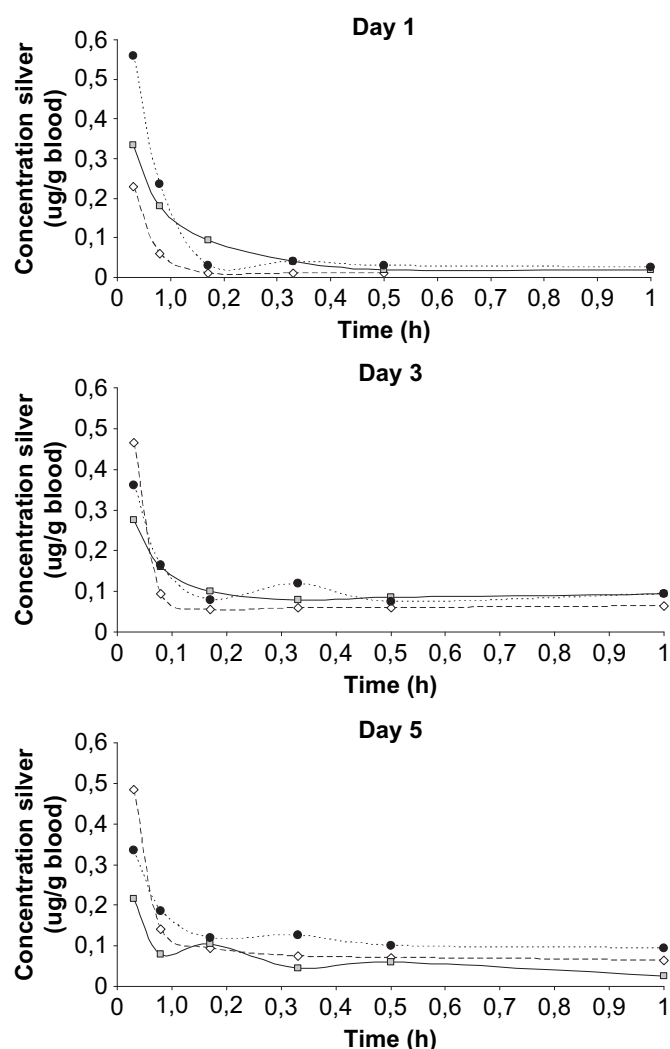 Day 1
Concentration silver
(ug/g blood)
0,6
0,5
0,4
0,3
0,2
0,1
0
0 1,0 0,2 0,3 0,4 0,5 0,6 0,7 0,8 0,9 1
Time (h)
Day 3
Concentration silver
(ug/g blood)
0,6
0,5
0,4
0,3
0,2
0,1
0
0 0,1 0,2 0,3 0,4 0,5 0,6 0,7 0,8 0,9 1
Time (h)
Day 5
Concentration silver
(ug/g blood)
0,6
0,5
0,4
0,3
0,2
0,1
0
0 1,0 0,2 0,3 0,4 0,5 0,6 0,7 0,8 0,9 1
Time (h)